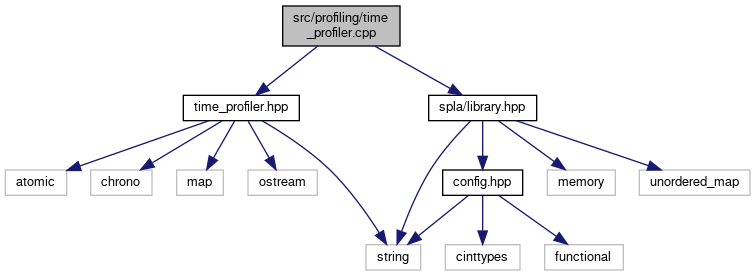 src/profiling/time
_profiler.cpp
time_profiler.hpp
spla/library.hpp
atomic
chrono
map
ostream
config.hpp
memory
unordered_map
string
cinttypes
functional